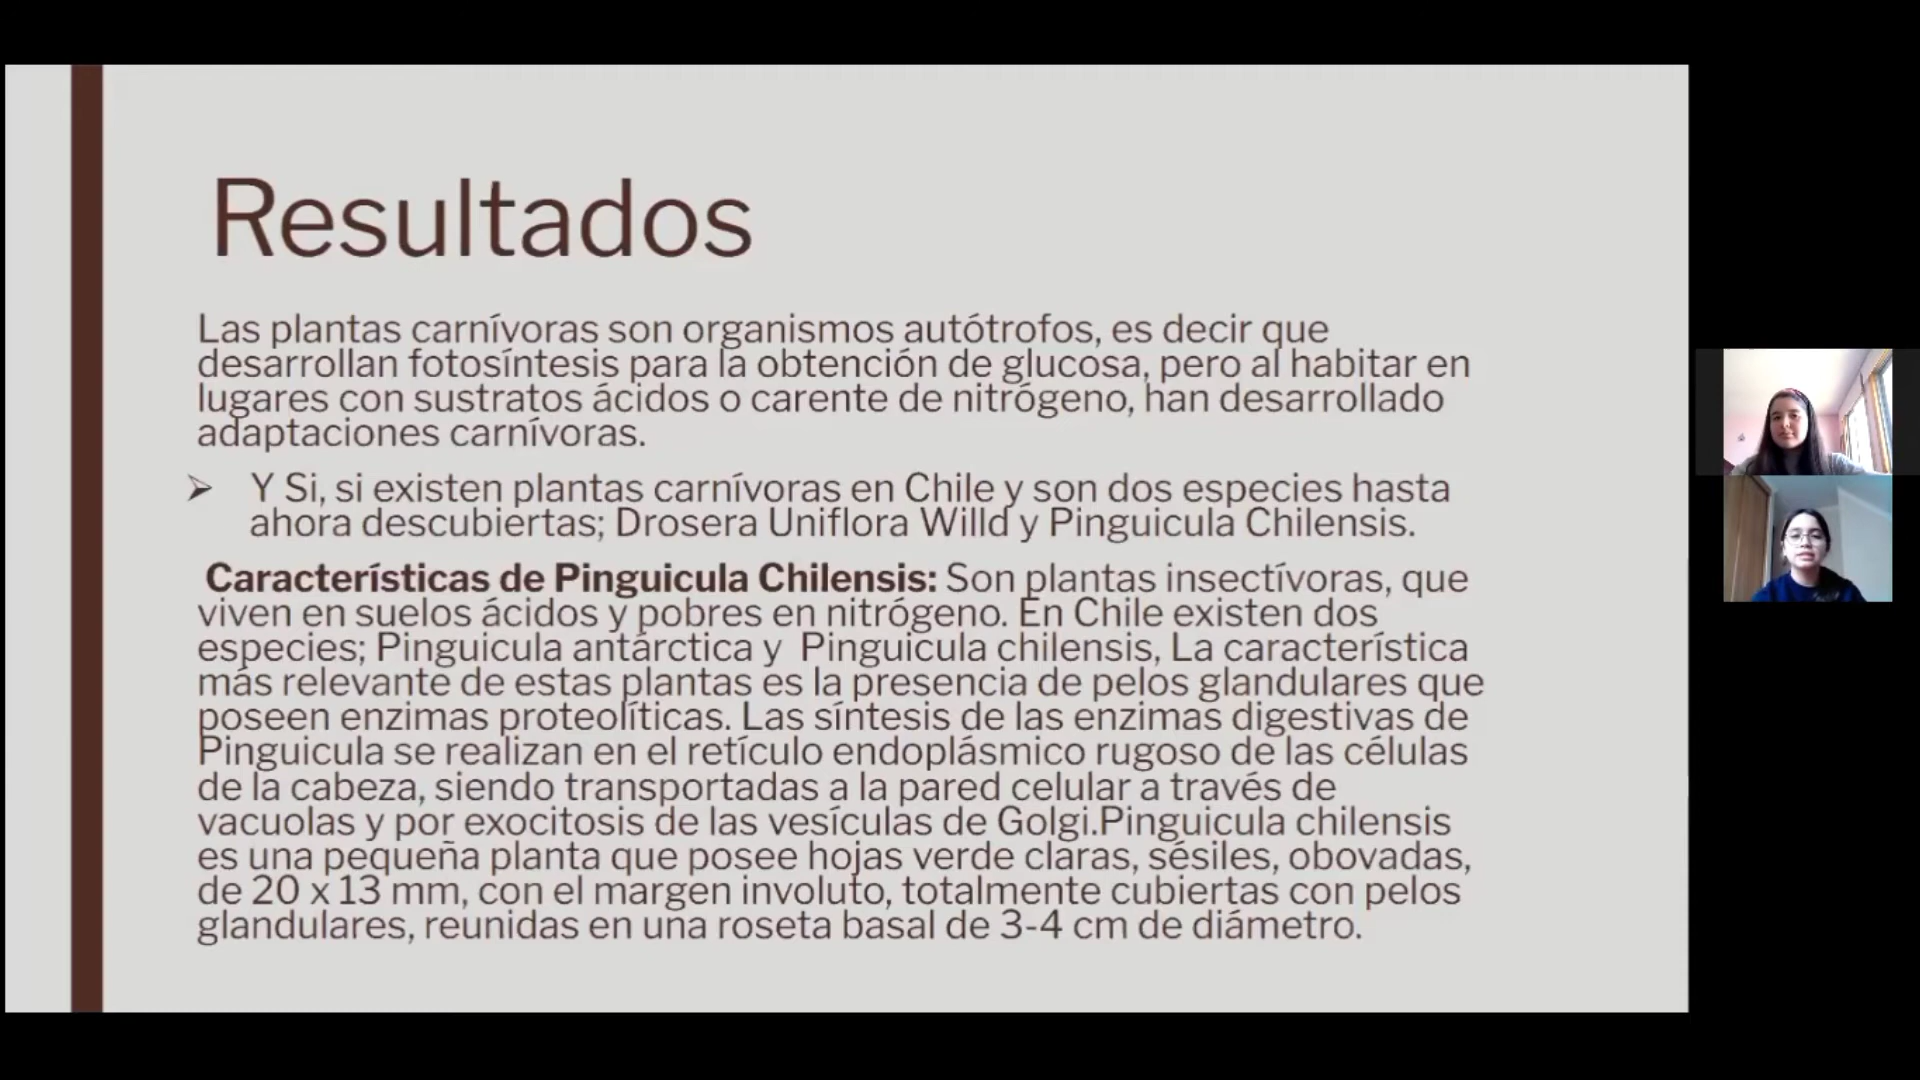 Resultados
Las plantas carnívoras son organismos autótrofos, es decir que
desarrollan fotosíntesis para la obtención de glucosa, pero al habitar en
lugares con sustratos ácidos o carente de nitrógeno, han desarrollado
adaptaciones carnívoras.
➢ Y Si, si existen plantas carnívoras en Chile y son dos especies hasta
ahora descubiertas; Drosera Uniflora Willd y Pinguicula Chilensis.
Características de Pinguicula Chilensis: Son plantas insectívoras, que
viven en suelos ácidos y pobres en nitrógeno. En Chile existen dos
especies; Pinguicula antárctica y Pinguicula chilensis, La característica
más relevante de estas plantas es la presencia de pelos glandulares que
poseen enzimas proteolíticas. Las síntesis de las enzimas digestivas de
Pinguicula se realizan en el retículo endoplásmico rugoso de las células
de la cabeza, siendo transportadas a la pared celular a través de
vacuolas y por exocitosis de las vesículas de Golgi.Pinguicula chilensis
es una pequeña planta que posee hojas verde claras, sésiles, obovadas,
de 20 x 13 mm, con el margen involuto, totalmente cubiertas con pelos
glandulares, reunidas en una roseta basal de 3-4 cm de diámetro.